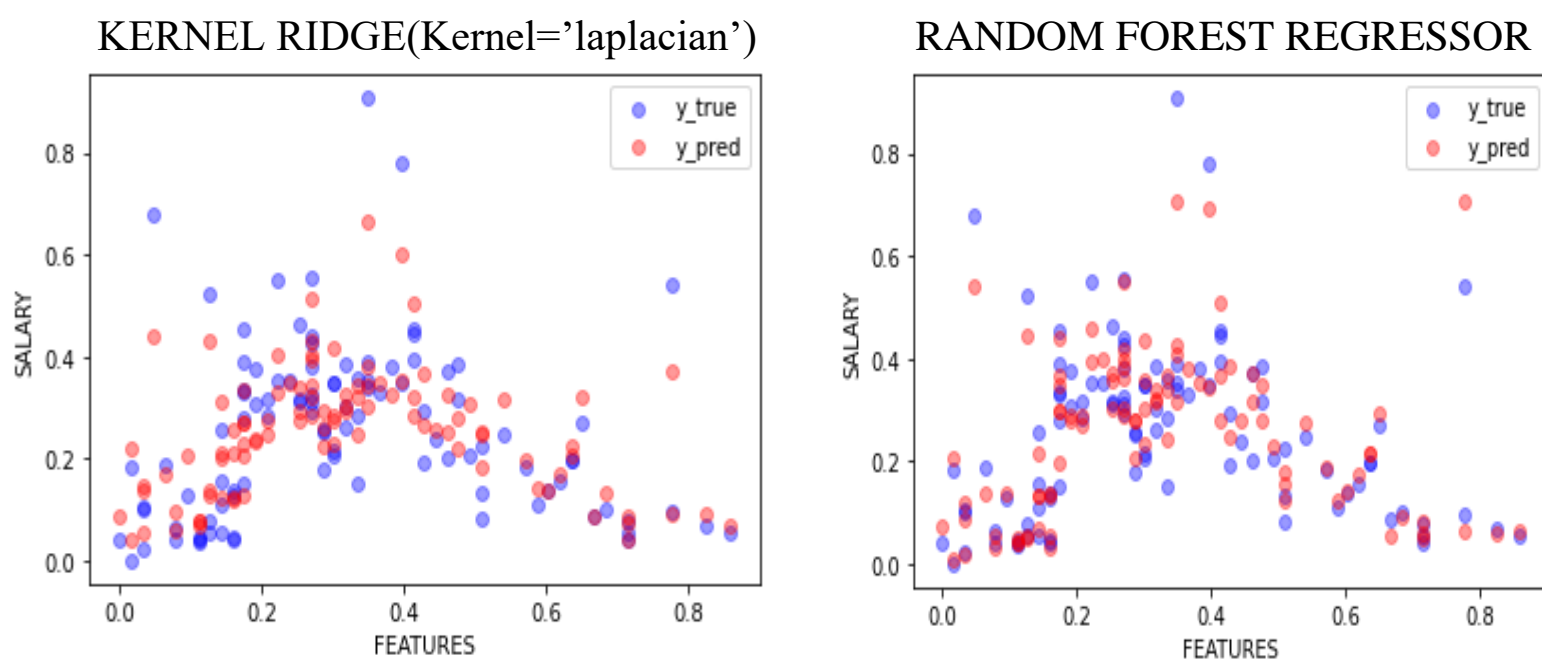 KERNEL RIDGE(Kernel=’laplacian’)
y_true
y_pred
0.8
0.6
0.4
0.2
0.0
SALARY
0.0 0.2 0.4 0.6 0.8
FEATURES
RANDOM FOREST REGRESSOR
y_true
y_pred
0.8
0.6
0.4
0.2
0.0
SALARY
0.0 0.2 0.4 0.6 0.8
FEATURES